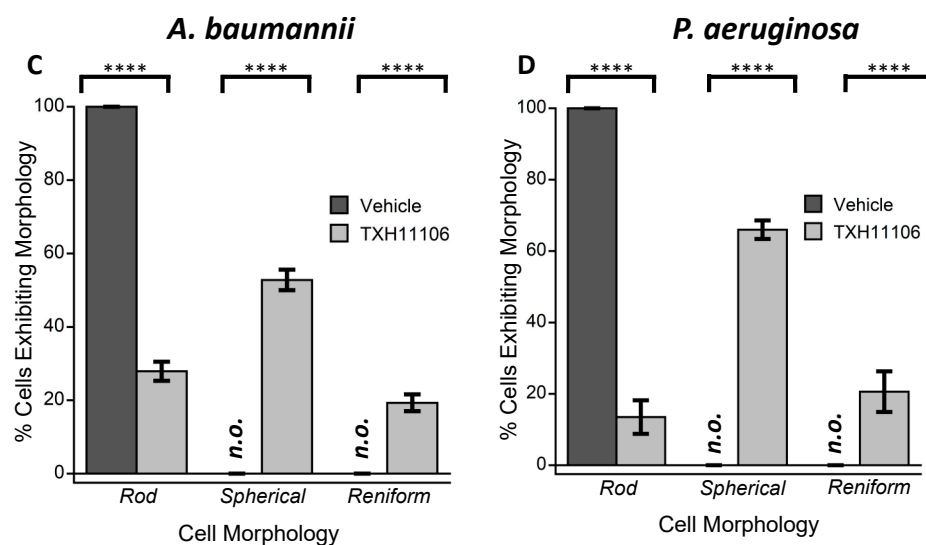 A. baumannii
C
**** **** ****
100
80
60
40
20
0
% Cells Exhibiting Morphology
Vehicle
TXH11106
n.o.
n.o.
Rod Spherical Reniform
Cell Morphology
P. aeruginosa
D
**** **** ****
100
80
60
40
20
0
% Cells Exhibiting Morphology
Vehicle
TXH11106
n.o.
n.o.
Rod Spherical Reniform
Cell Morphology